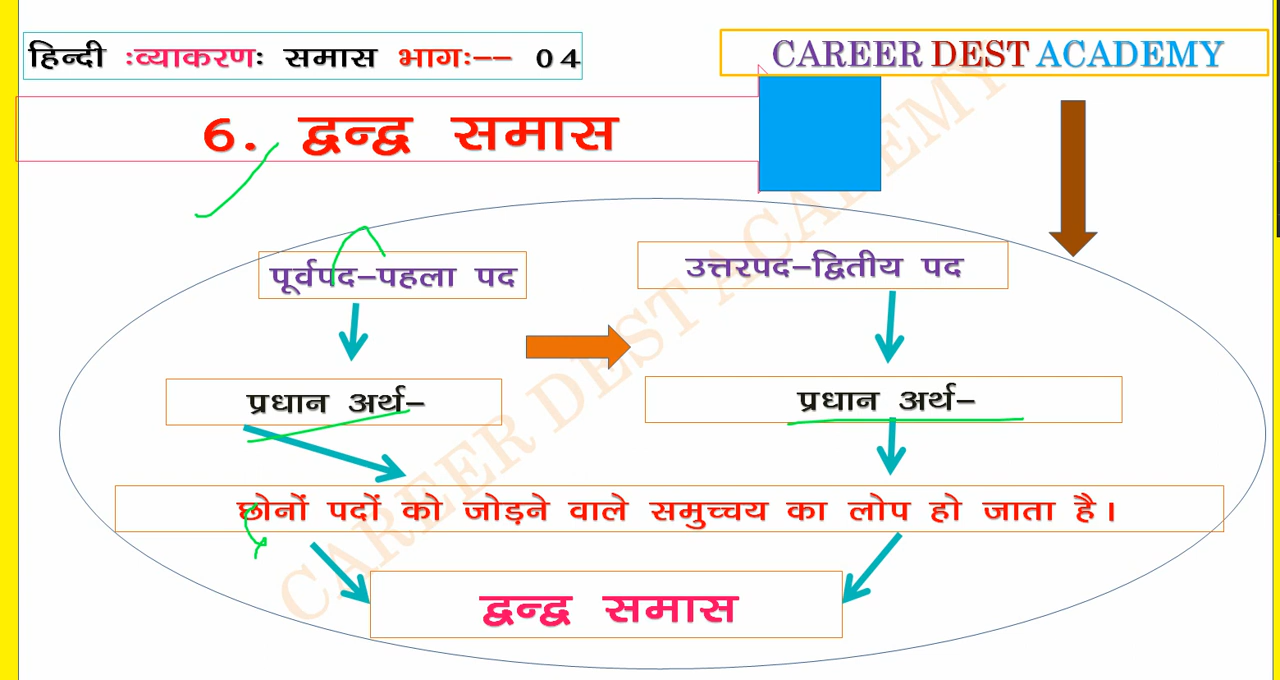 हिन्दी :व्याकरणः समास भागः-- 04
CAREER DEST ACADEMY
6. द्वन्द्व समास
पूर्वपद-पहला पद
उत्तरपद-द्वितीय पद
प्रधान अर्थ-
प्रधान अर्थ-
छोनों पदों को जोड़ने वाले समुच्चय का लोप हो जाता है।
द्वन्द्व समास
CAREER DEST ACADEMY